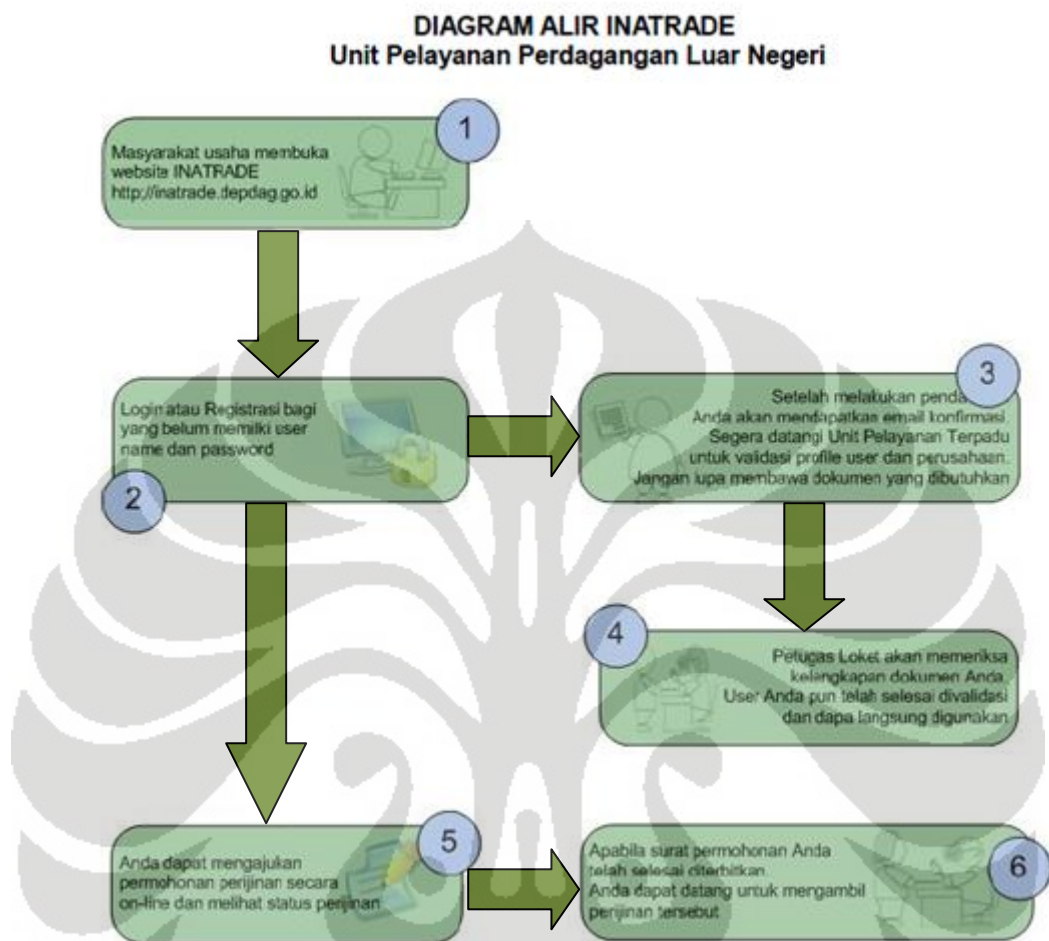 DIAGRAM ALIR INATRADE
Unit Pelayanan Perdagangan Luar Negeri
1
Masyarakat usaha membuka
website INATRADE
http://inatrade.depdag.go.id
2
Login atau Registrasi bagi
yang belum memilki user
name dan password
3
Setelah melakukan penda
Anda akan mendapatkan email konfirmasi.
Segera datangi Unit Pelayanan Terpadu
untuk validasi profile user dan perusahaan.
Jangan lupa membawa dokumen yang dibutuhkan
4
Petugas Loket akan memeriksa
kelengkapan dokumen Anda.
User Anda pun telah selesai divalidasi
dan dapa langsung digunakan
5
Anda dapat mengajukan
permohonan perijinan secara
on-line dan melihat status perijinan
6
Apabila surat permohonan Anda
telah selesai diterbitkan.
Anda dapat datang untuk mengambil
perijinan tersebut